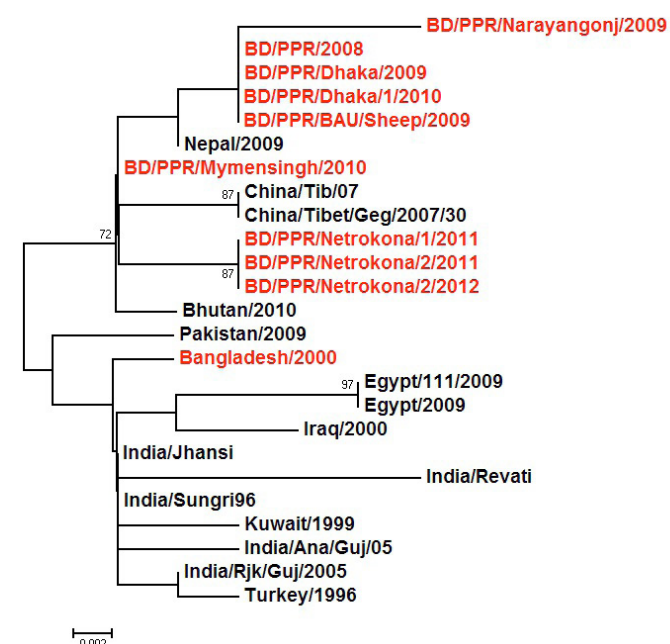 BD/PPR/Narayangonj/2009
BD/PPR/2008
BD/PPR/Dhaka/2009
BD/PPR/Dhaka/1/2010
BD/PPR/BAU/Sheep/2009
Nepal/2009
BD/PPR/Mymensingh/2010
87
China/Tib/07
China/Tibet/Geg/2007/30
72
BD/PPR/Netrokona/1/2011
BD/PPR/Netrokona/2/2011
87
BD/PPR/Netrokona/2/2012
Bhutan/2010
Pakistan/2009
Bangladesh/2000
97
Egypt/111/2009
Egypt/2009
Iraq/2000
India/Jhansi
India/Revati
India/Sungri96
Kuwait/1999
India/Ana/Guj/05
India/Rjk/Guj/2005
Turkey/1996
0.002